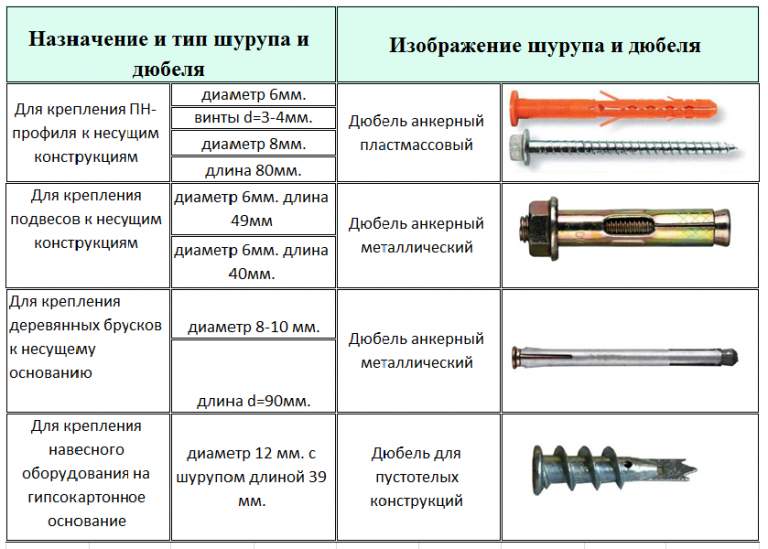 Назначение и тип шурупа и
дюбеля
Изображение шурупа и дюбеля
Для крепления ПН-
профиля к несущим
конструкциям
диаметр 6мм.
винты d=3-4мм.
диаметр 8мм.
длина 80мм.
Дюбель анкерный
пластмассовый
Для крепления
подвесов к несущим
конструкциям
диаметр 6мм. длина
49мм
диаметр 6мм. длина
40мм.
Дюбель анкерный
металлический
Для крепления
деревянных брусков
к несущему
основанию
диаметр 8-10 мм.
длина d=90мм.
Дюбель анкерный
металлический
Для крепления
навесного
оборудования на
гипсокартонное
основание
диаметр 12 мм. с
шурупом длиной 39
мм.
Дюбель для
пустотелых
конструкций